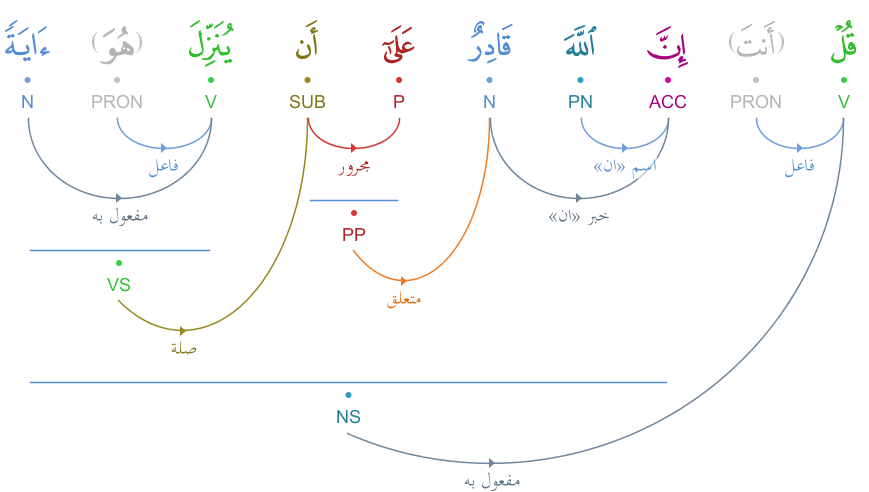 قُلْ (أَنتَ) إِنَّ ٱللَّهَ قَادِرٌ عَلَىٰٓ أَن يُنَزِّلَ (هُوَ) ءَايَةً
V PRON ACC PN N P SUB V PRON N
فاعل اسم «ان» مجرور فاعل
خبر «ان» مفعول به
PP
VS
متعلق
صلة
NS
مفعول به